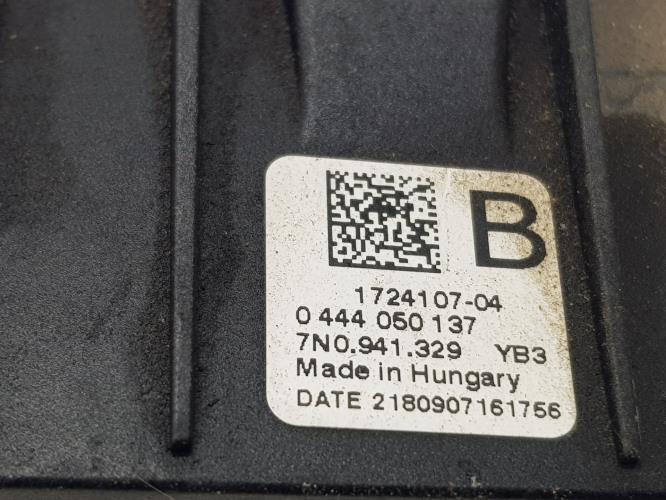 B
1724107-04
0 444 050 137
7N0.941.329 YB3
Made in Hungary
DATE 2180907161756